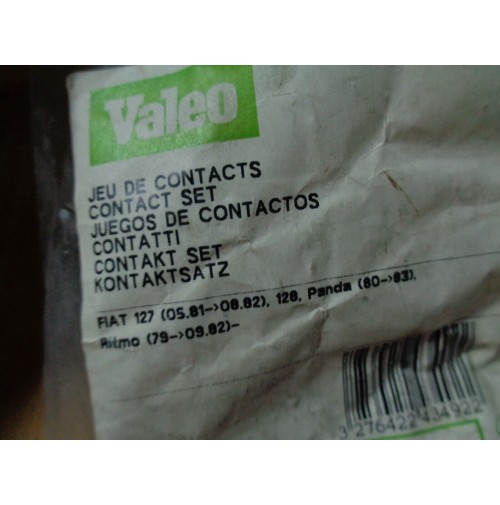 Valeo
JEU DE CONTACTS
CONTACT SET
JUEGOS DE CONTACTOS
CONTATTI
CONTAKT SET
KONTAKTSATZ
FIAT 127 (05.81->08.82), 128, Panda (80->83),
Ritmo (79->09.82)-
3 276422 434922